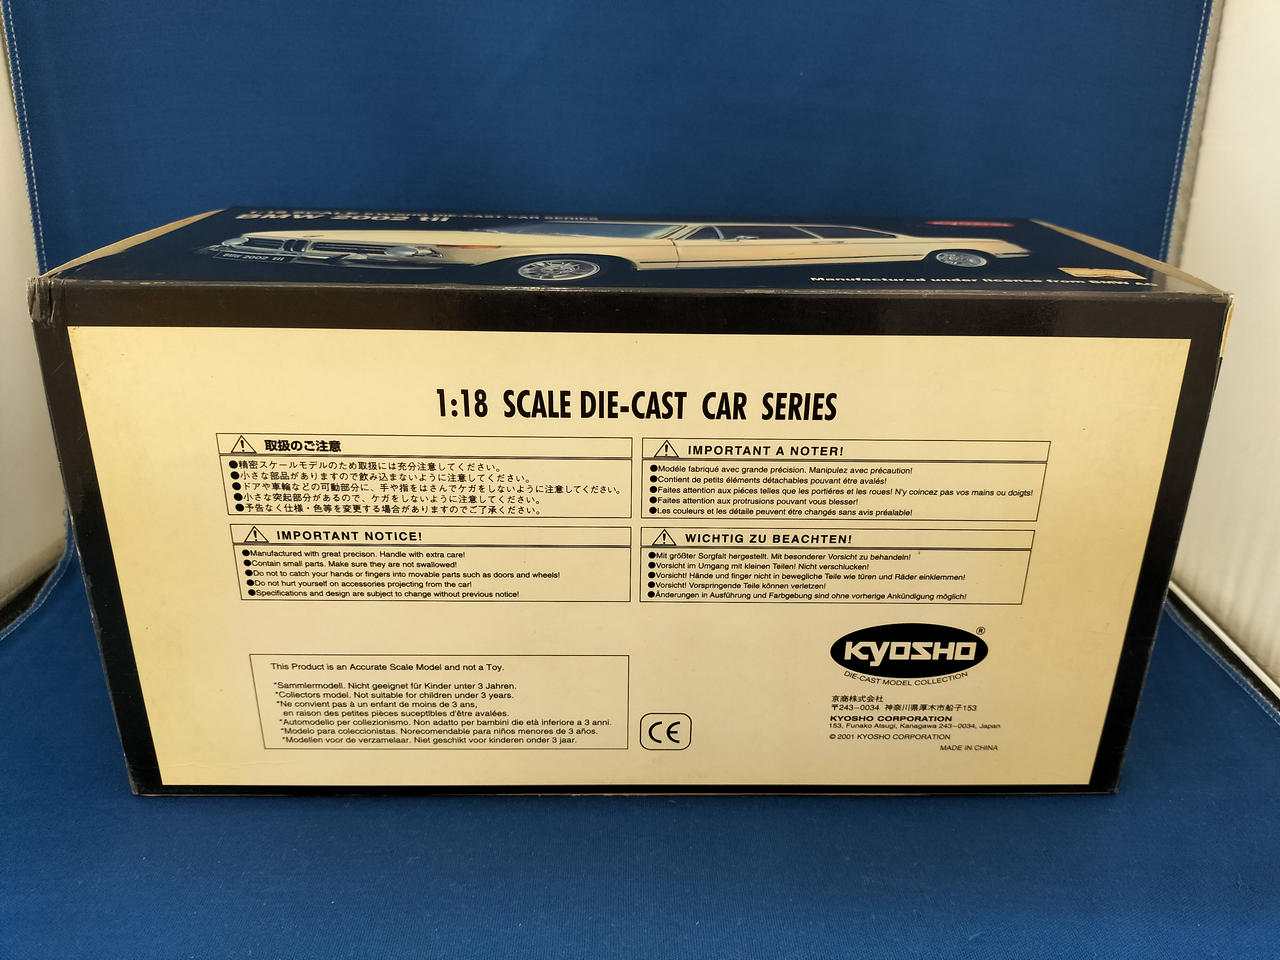 DIE-CAST CAR SERIES
BMW 2002 tii
BMW 2002 tii
Manufactured under license from BMW AG
1:18 SCALE DIE-CAST CAR SERIES
取扱のご注意
●精密スケールモデルのため取扱には充分注意してください。
●小さな部品がありますので飲み込まないように注意してください。
●ドアや車輪などの可動部分に、手や指をはさんでケガをしないように注意してください。
●小さな突起部分があるので、ケガをしないように注意してください。
●予告なく仕様・色等を変更する場合がありますのでご了承ください。
IMPORTANT A NOTER!
●Modéle fabriqué avec grande précision. Manipulez avec précaution!
●Contient de petits éléments détachables pouvant être avalés!
●Faites attention aux piéces telles que les portiéres et les roues! N'y coincez pas vos mains ou doigts!
●Faites attention aux protrusions pouvant vous blesser!
●Les couleurs et les détaile peuvent étre changés sans avis préalable!
IMPORTANT NOTICE!
●Manufactured with great precison. Handle with extra care!
●Contain small parts. Make sure they are not swallowed!
●Do not to catch your hands or fingers into movable parts such as doors and wheels!
●Do not hurt yourself on accessories projecting from the car!
●Specifications and design are subject to change without previous notice!
WICHTIG ZU BEACHTEN!
●Mit größter Sorgfalt hergestellt. Mit besonderer Vorsicht zu behandeln!
●Vorsicht im Umgang mit kleinen Teilen! Nicht verschlucken!
●Vorsicht! Hände und finger nicht in bewegliche Teile wie türen und Räder einklemmen!
●Vorsicht! Vorspringende Teile können verletzen!
●Änderungen in Ausführung und Farbgebung sind ohne vorherige Ankündigung möglich!
This Product is an Accurate Scale Model and not a Toy.
*Sammlermodell. Nicht geeignet für Kinder unter 3 Jahren.
*Collectors model. Not suitable for children under 3 years.
*Ne convient pas à un enfant de moins de 3 ans,
en raison des petites pièces suceptlbles d'être avalées.
*Automodello per collezionismo. Non adatto per bambini die età inferiore a 3 anni.
*Modelo para coleccionistas. Norecomendable para niños menores de 3 años.
*Modellen voor de verzamelaar. Niet geschikt voor kinderen onder 3 jaar.
CE
KYOSHO®
DIE-CAST MODEL COLLECTION
京商株式会社
〒243-0034 神奈川県厚木市船子153
KYOSHO CORPORATION
153, Funako Atsugi, Kanagawa 243-0034, Japan
© 2001 KYOSHO CORPORATION
MADE IN CHINA